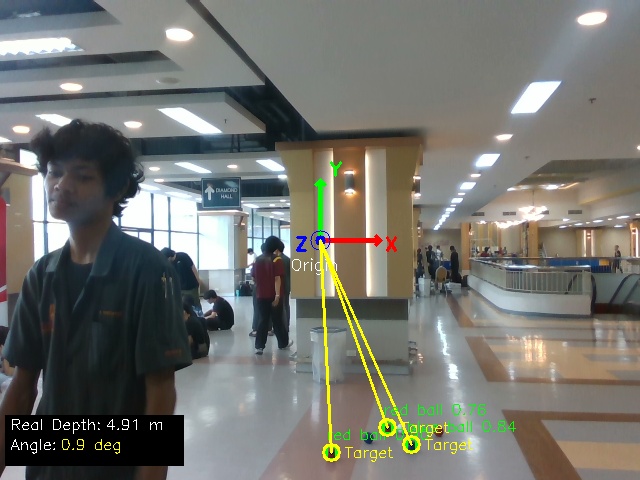 DIAMOND
HALL
Y
Z
X
Origin
red ball 0.78
Target
ball 0.84
Target
ed ba
Target
Real Depth: 4.91 m
Angle: 0.9 deg